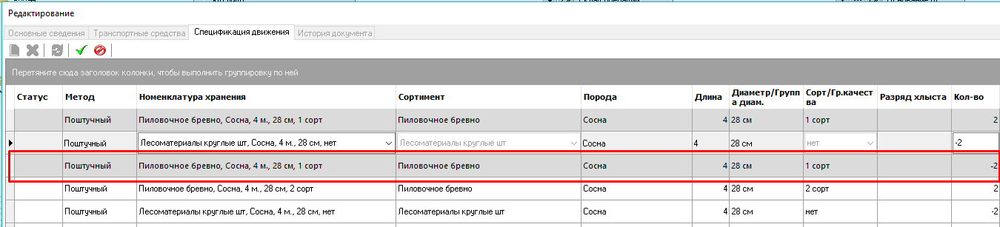 Редактирование
Основные сведения Транспортные средства Спецификация движения История документа
Перетяните сюда заголовок колонки, чтобы выполнить группировку по ней
Статус Метод Номенклатура хранения Сортимент Порода Длина Диаметр/Групп а диам. Сорт/Гр.качест ва Разряд хлыста Кол-во
Поштучный Пиловочное бревно, Сосна, 4 м., 28 см, 1 сорт Пиловочное бревно Сосна 4 28 см 1 сорт 2
Поштучный Лесоматериалы круглые шт, Сосна, 4 м., 28 см, нет Лесоматериалы круглые шт Сосна 4 28 см нет -2
Поштучный Пиловочное бревно, Сосна, 4 м., 28 см, 1 сорт Пиловочное бревно Сосна 4 28 см 1 сорт -2
Поштучный Пиловочное бревно, Сосна, 4 м., 28 см, 2 сорт Пиловочное бревно Сосна 4 28 см 2 сорт 2
Поштучный Лесоматериалы круглые шт, Сосна, 4 м., 28 см, нет Лесоматериалы круглые шт Сосна 4 28 см нет -2